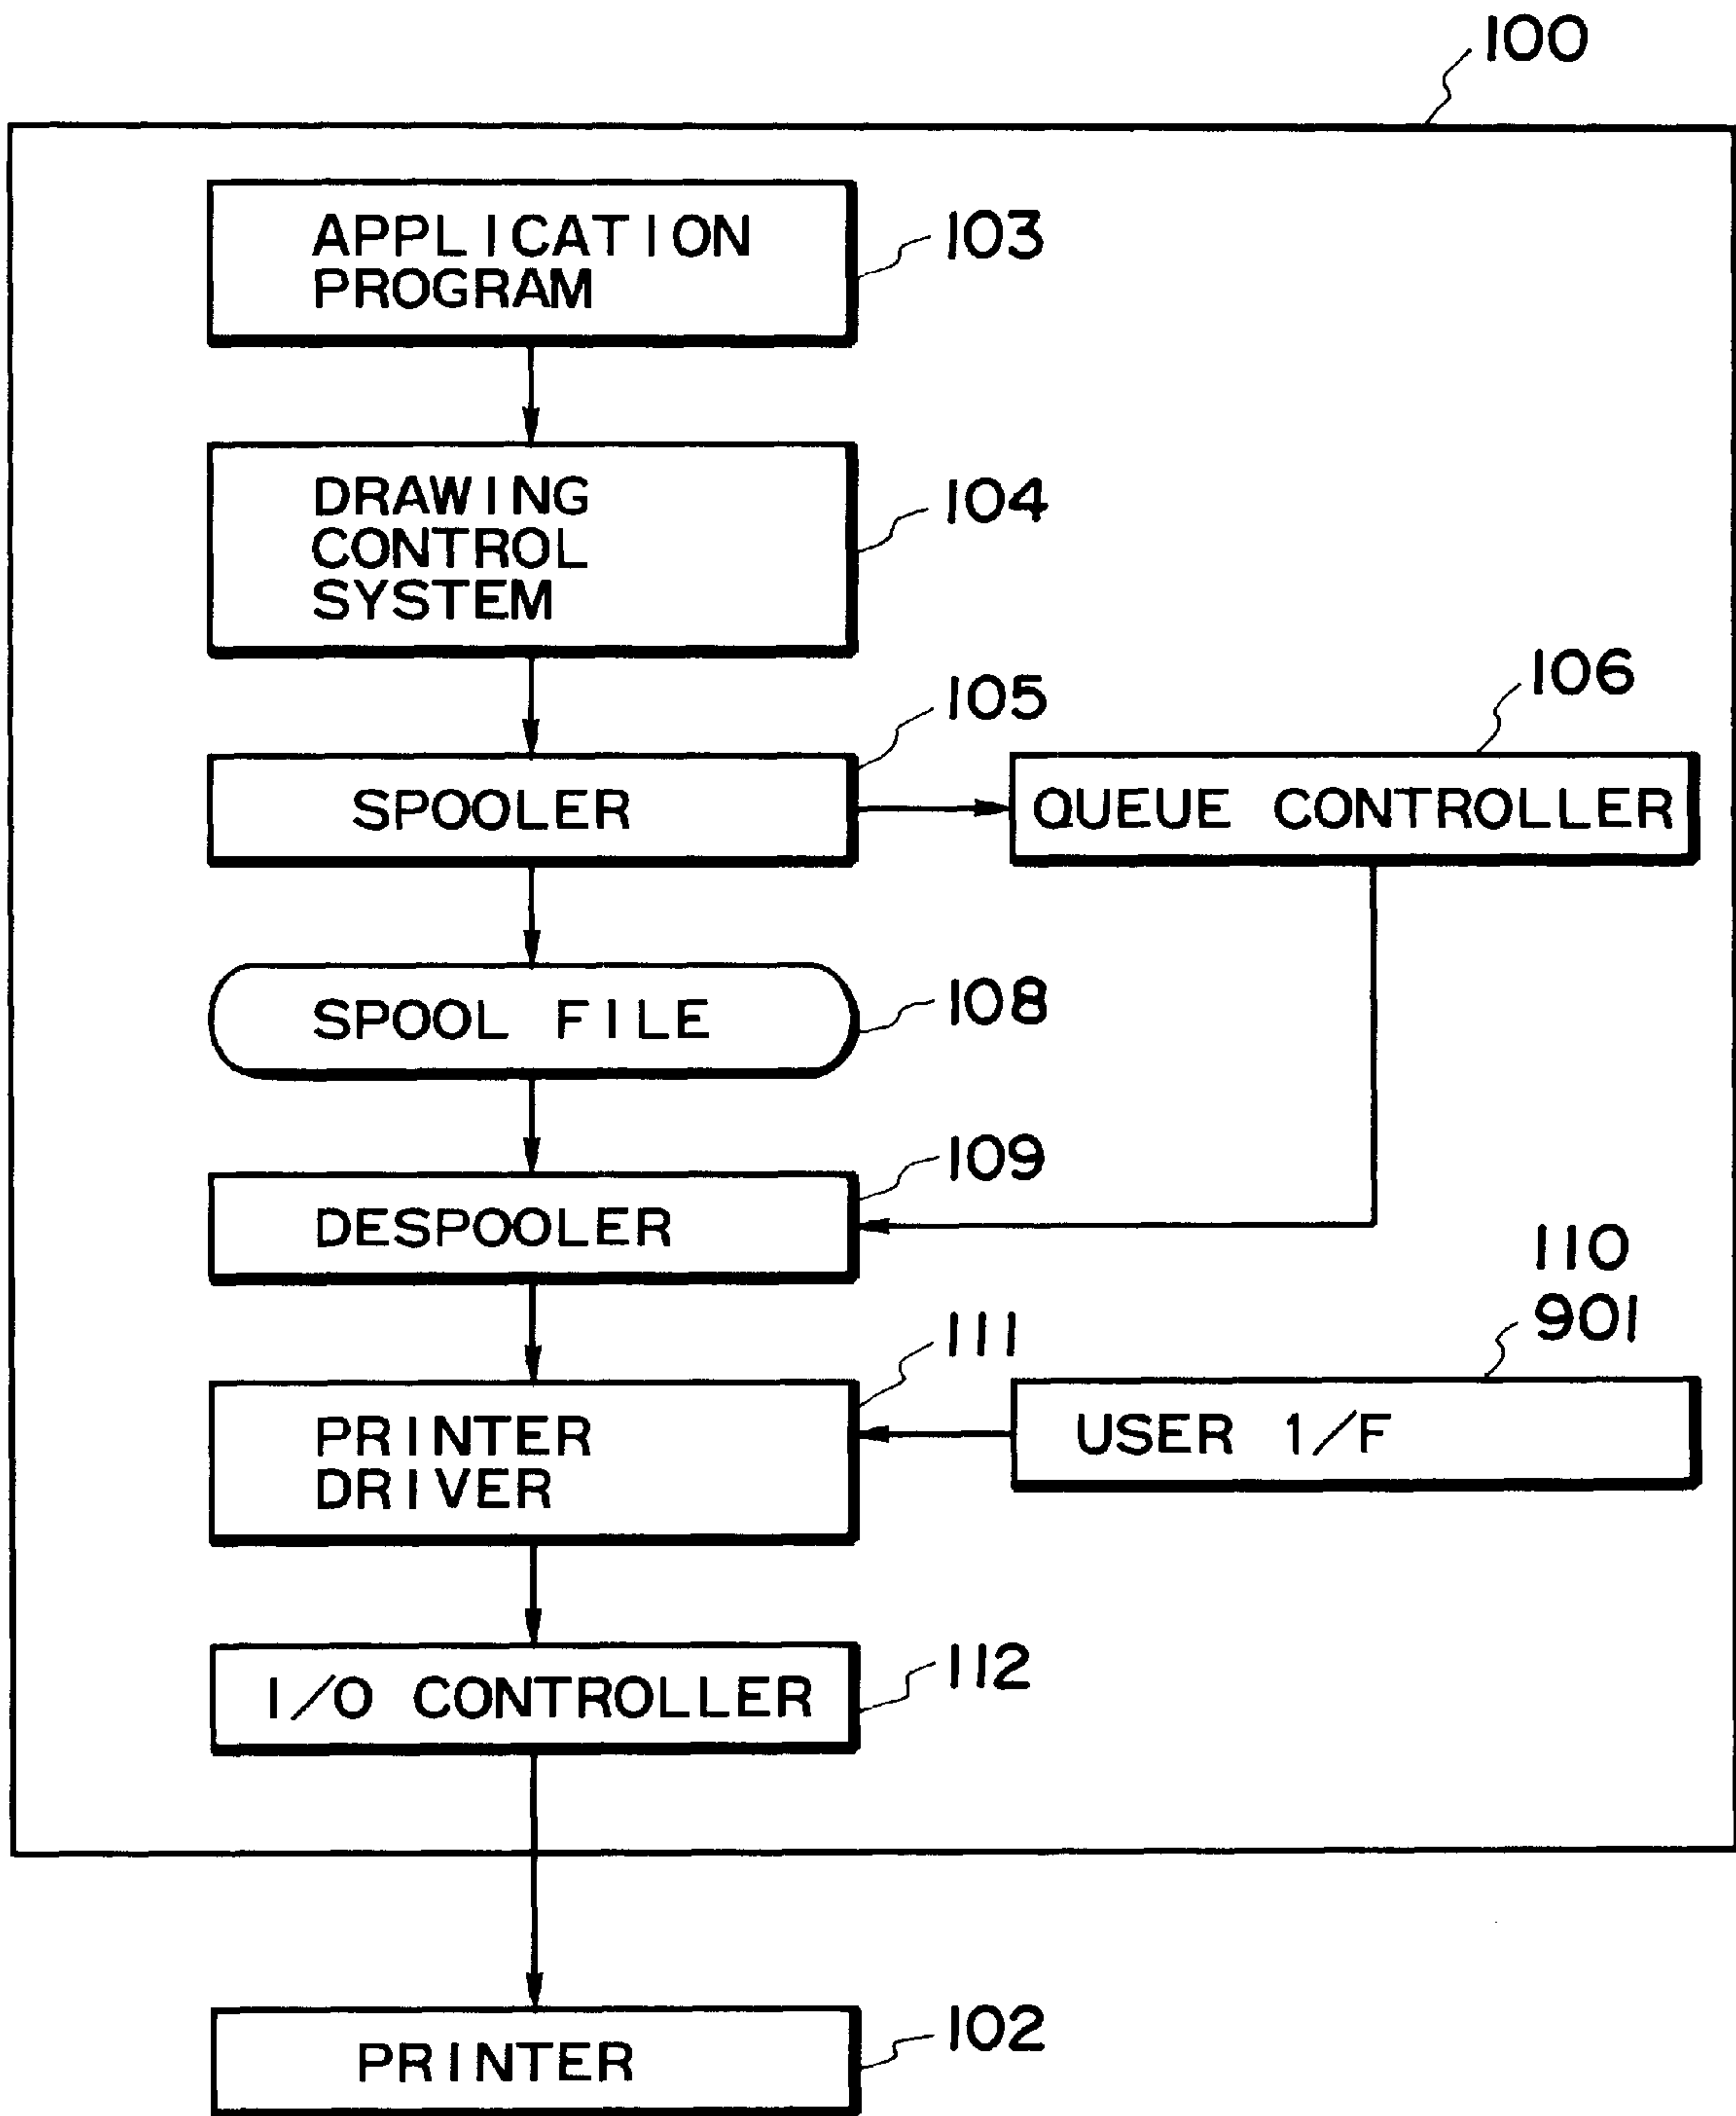 100
APPLICATION
PROGRAM
103
DRAWING
CONTROL
SYSTEM
104
105
106
SPOOLER
QUEUE CONTROLLER
SPOOL FILE
108
109
DESPOOLER
110
901
111
PRINTER
DRIVER
USER I/F
I/O CONTROLLER
112
PRINTER
102